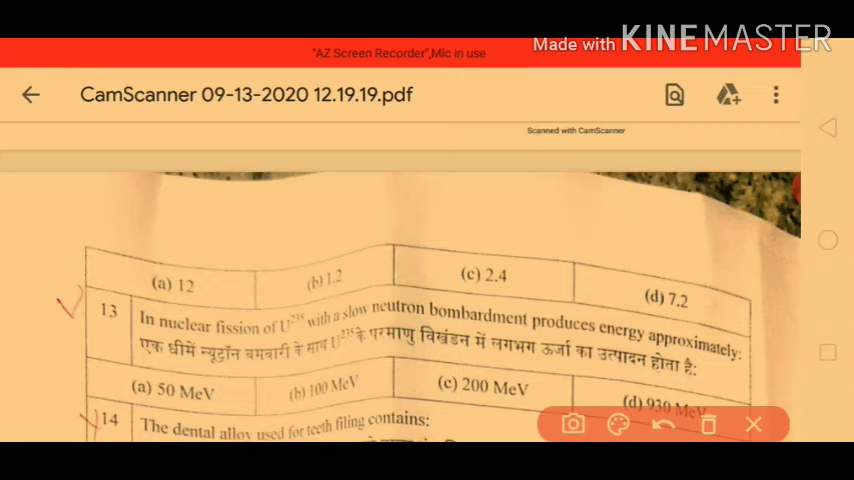 Made with KINEMASTER
"AZ Screen Recorder",Mic in use
CamScanner 09-13-2020 12.19.19.pdf
Scanned with CamScanner
(a) 12 (b) 1.2 (c) 2.4 (d) 7.2
13 In nuclear fission of U²³⁵ with a slow neutron bombardment produces energy approximately:
एक धीमें न्यूट्रॉन बमबारी के साथ U²³⁵ के परमाणु विखंडन में लगभग ऊर्जा का उत्पादन होता है:
(a) 50 MeV (b) 100 MeV (c) 200 MeV (d) 930 MeV
14 The dental alloy used for teeth filing contains: